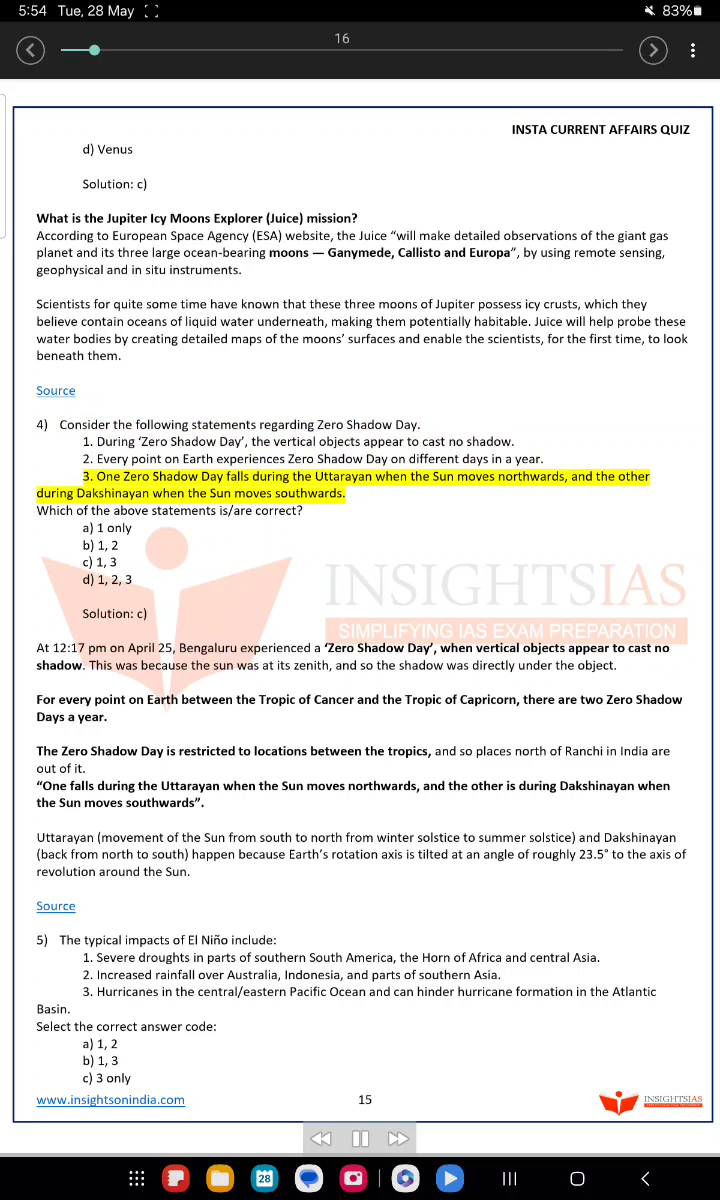 5:54 Tue, 28 May
83%
16
INSTA CURRENT AFFAIRS QUIZ
d) Venus
Solution: c)
What is the Jupiter Icy Moons Explorer (Juice) mission?
According to European Space Agency (ESA) website, the Juice “will make detailed observations of the giant gas
planet and its three large ocean-bearing moons — Ganymede, Callisto and Europa”, by using remote sensing,
geophysical and in situ instruments.
Scientists for quite some time have known that these three moons of Jupiter possess icy crusts, which they
believe contain oceans of liquid water underneath, making them potentially habitable. Juice will help probe these
water bodies by creating detailed maps of the moons’ surfaces and enable the scientists, for the first time, to look
beneath them.
Source
4) Consider the following statements regarding Zero Shadow Day.
1. During ‘Zero Shadow Day’, the vertical objects appear to cast no shadow.
2. Every point on Earth experiences Zero Shadow Day on different days in a year.
3. One Zero Shadow Day falls during the Uttarayan when the Sun moves northwards, and the other
during Dakshinayan when the Sun moves southwards.
Which of the above statements is/are correct?
a) 1 only
b) 1, 2
c) 1, 3
d) 1, 2, 3
INSIGHTSIAS
SIMPLIFYING IAS EXAM PREPARATION
Solution: c)
At 12:17 pm on April 25, Bengaluru experienced a ‘Zero Shadow Day’, when vertical objects appear to cast no
shadow. This was because the sun was at its zenith, and so the shadow was directly under the object.
For every point on Earth between the Tropic of Cancer and the Tropic of Capricorn, there are two Zero Shadow
Days a year.
The Zero Shadow Day is restricted to locations between the tropics, and so places north of Ranchi in India are
out of it.
“One falls during the Uttarayan when the Sun moves northwards, and the other is during Dakshinayan when
the Sun moves southwards”.
Uttarayan (movement of the Sun from south to north from winter solstice to summer solstice) and Dakshinayan
(back from north to south) happen because Earth’s rotation axis is tilted at an angle of roughly 23.5° to the axis of
revolution around the Sun.
Source
5) The typical impacts of El Niño include:
1. Severe droughts in parts of southern South America, the Horn of Africa and central Asia.
2. Increased rainfall over Australia, Indonesia, and parts of southern Asia.
3. Hurricanes in the central/eastern Pacific Ocean and can hinder hurricane formation in the Atlantic
Basin.
Select the correct answer code:
a) 1, 2
b) 1, 3
c) 3 only
www.insightsonindia.com
15
INSIGHTSIAS
28